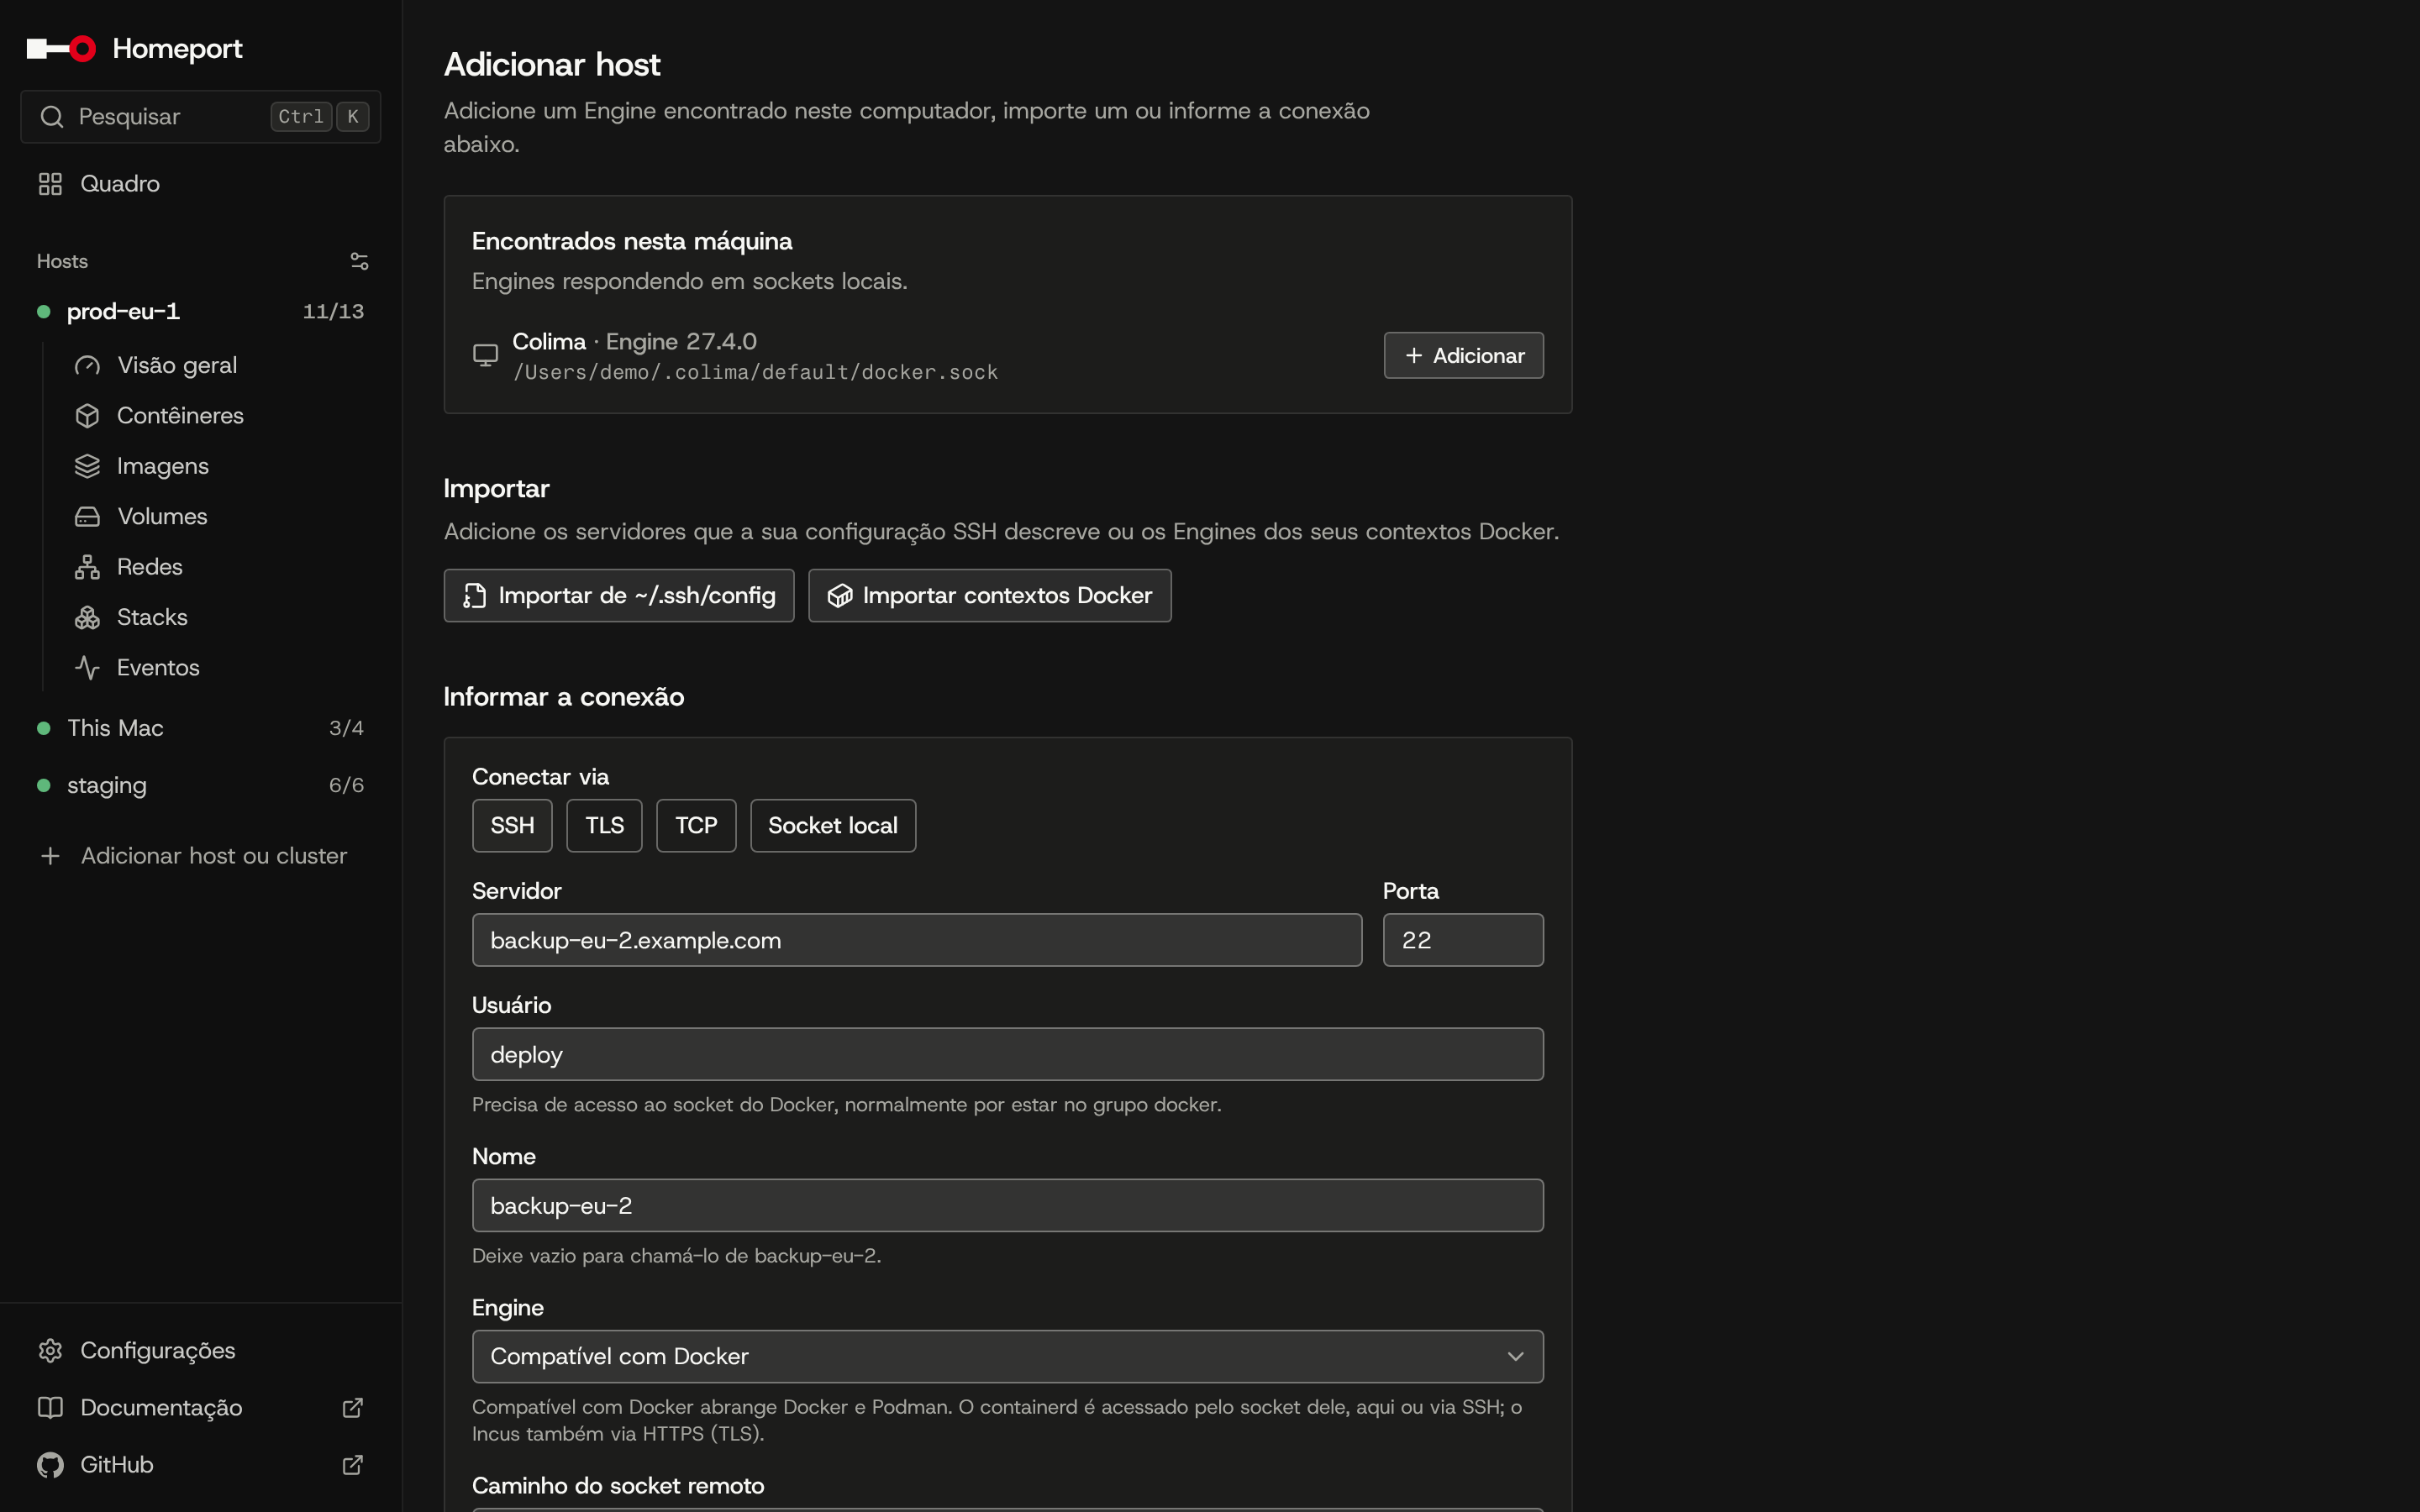 Homeport
Pesquisar Ctrl K
Quadro
Hosts
prod-eu-1 11/13
Visão geral
Contêineres
Imagens
Volumes
Redes
Stacks
Eventos
This Mac 3/4
staging 6/6
Adicionar host ou cluster
Configurações
Documentação
GitHub
Adicionar host
Adicione um Engine encontrado neste computador, importe um ou informe a conexão
abaixo.
Encontrados nesta máquina
Engines respondendo em sockets locais.
Colima · Engine 27.4.0
/Users/demo/.colima/default/docker.sock
Adicionar
Importar
Adicione os servidores que a sua configuração SSH descreve ou os Engines dos seus contextos Docker.
Importar de ~/.ssh/config
Importar contextos Docker
Informar a conexão
Conectar via
SSH TLS TCP Socket local
Servidor Porta
backup-eu-2.example.com 22
Usuário
deploy
Precisa de acesso ao socket do Docker, normalmente por estar no grupo docker.
Nome
backup-eu-2
Deixe vazio para chamá-lo de backup-eu-2.
Engine
Compatível com Docker
Compatível com Docker abrange Docker e Podman. O containerd é acessado pelo socket dele, aqui ou via SSH; o
Incus também via HTTPS (TLS).
Caminho do socket remoto